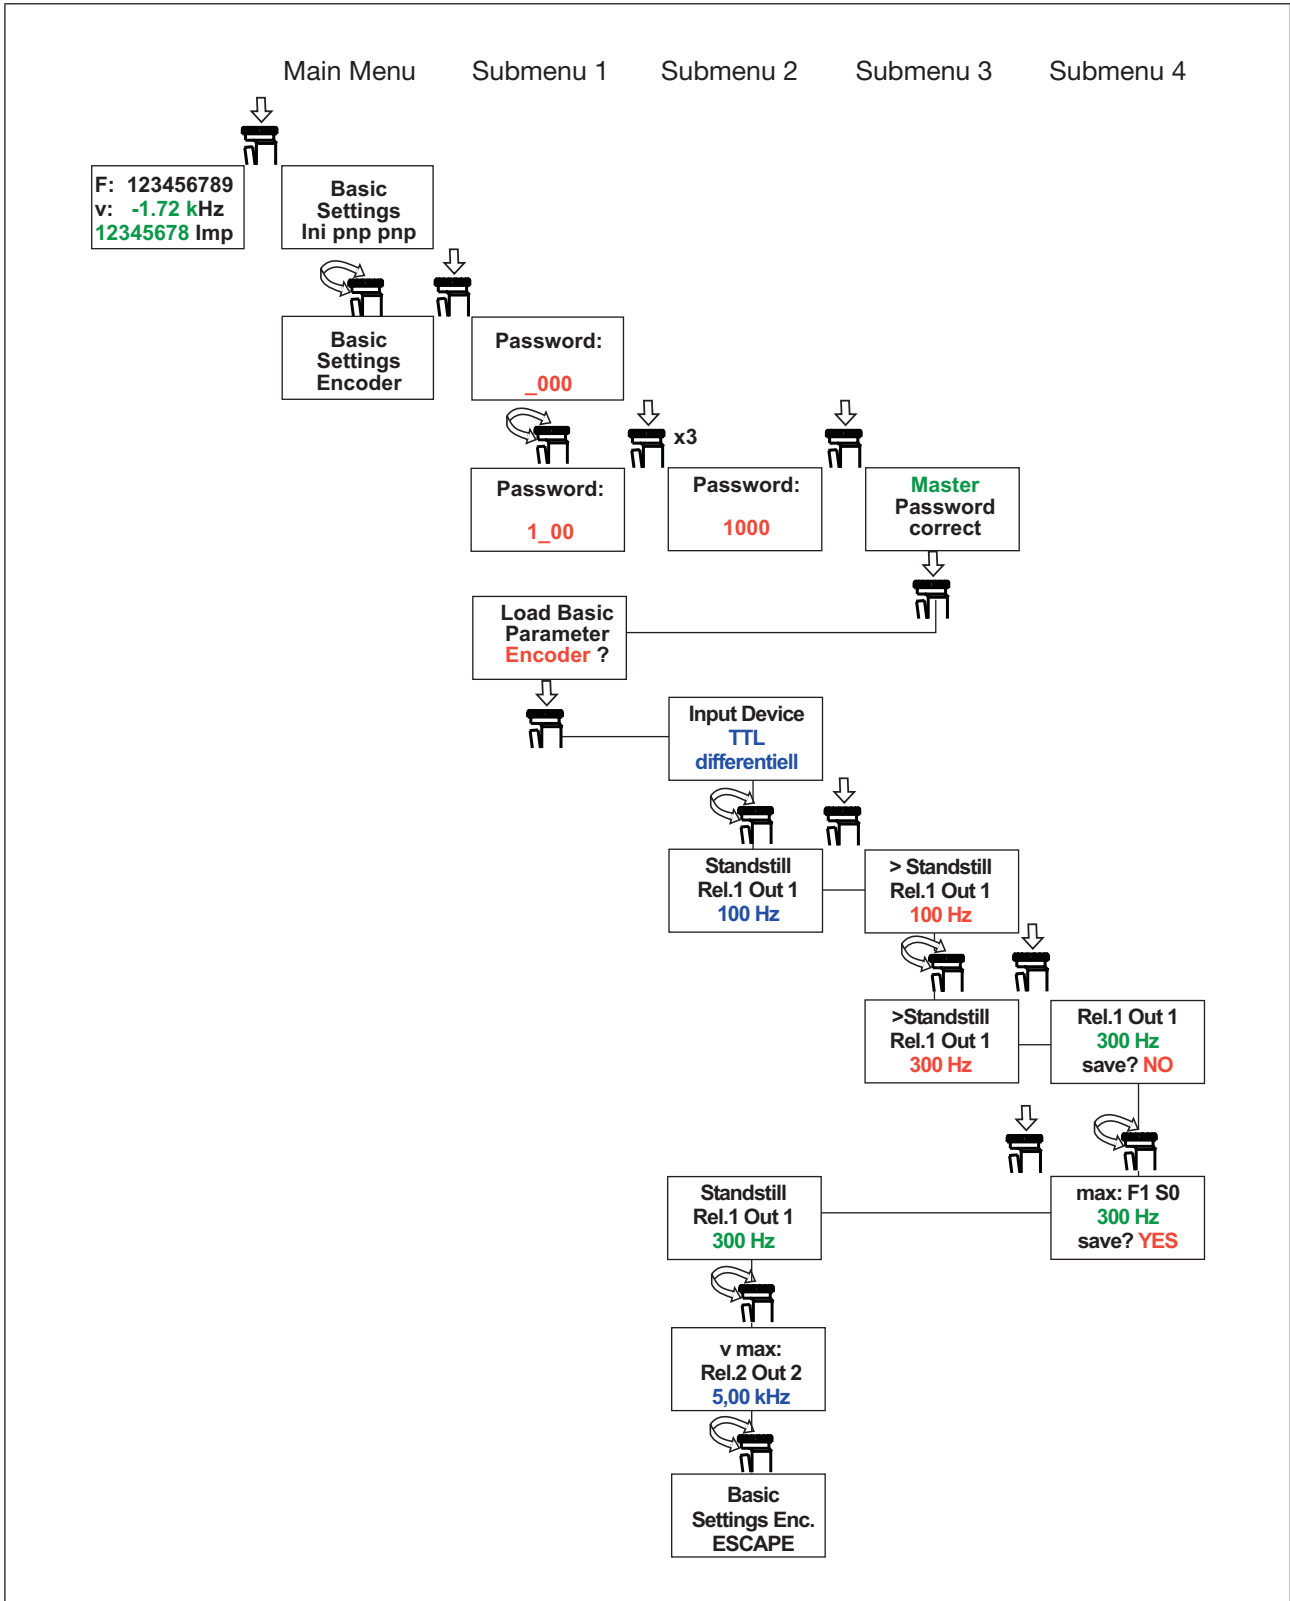 Main Menu
Submenu 1
Submenu 2
Submenu 3
Submenu 4
F: 123456789
v: -1.72 kHz
12345678 Imp
Basic
Settings
Ini pnp pnp
Basic
Settings
Encoder
Password:
_000
x3
Password:
1_00
Password:
1000
Master
Password
correct
Load Basic
Parameter
Encoder ?
Input Device
TTL
differentiell
Standstill
Rel.1 Out 1
100 Hz
> Standstill
Rel.1 Out 1
100 Hz
>Standstill
Rel.1 Out 1
300 Hz
Rel.1 Out 1
300 Hz
save? NO
Standstill
Rel.1 Out 1
300 Hz
max: F1 S0
300 Hz
save? YES
v max:
Rel.2 Out 2
5,00 kHz
Basic
Settings Enc.
ESCAPE